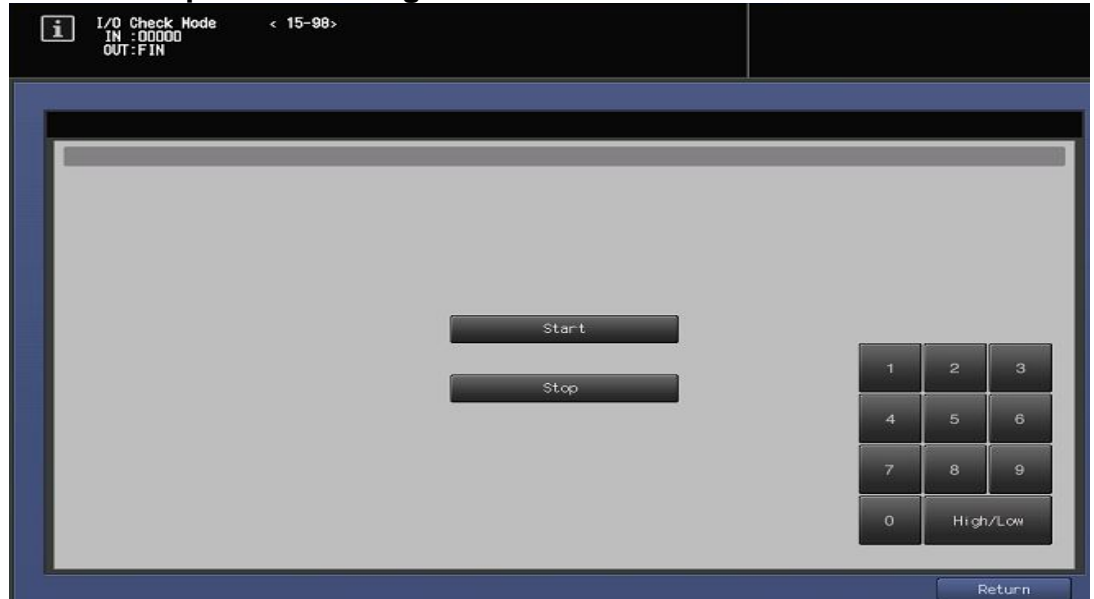 I/O Check Mode < 15-98>
IN :00000
OUT:FIN
Start
Stop
1 2 3
4 5 6
7 8 9
0 High/Low
Return